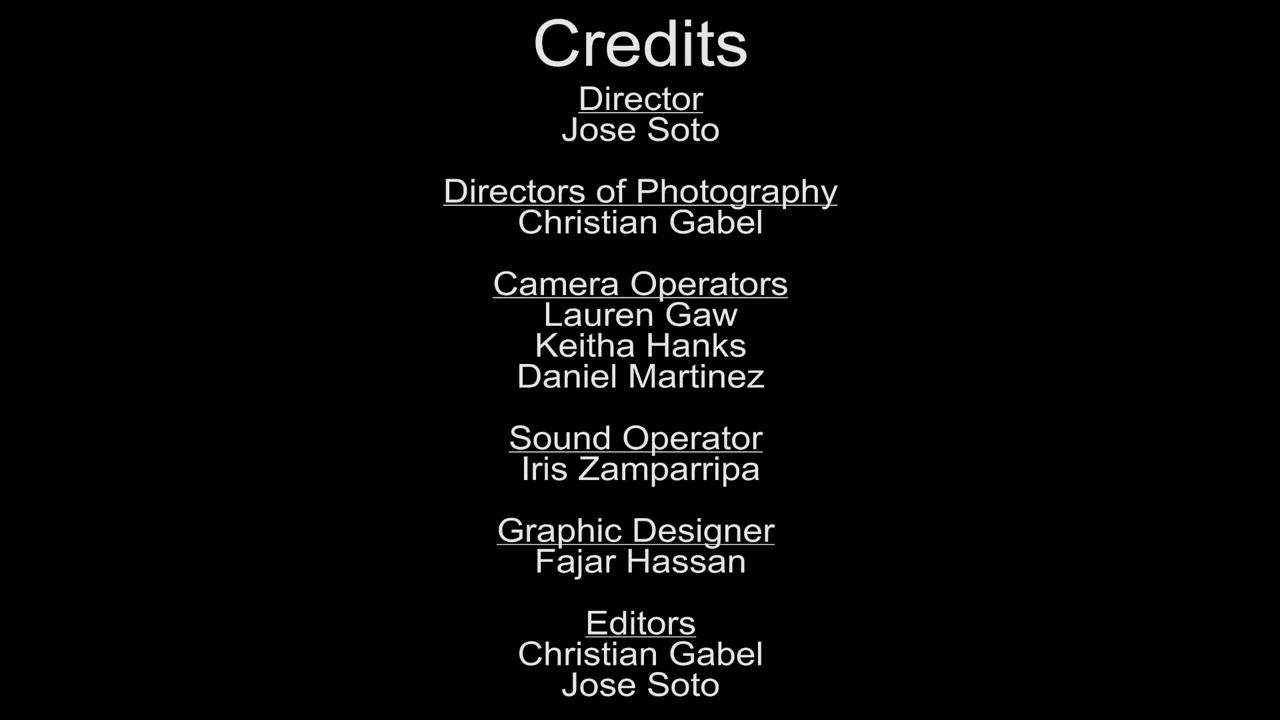 Credits
Director
Jose Soto
Directors of Photography
Christian Gabel
Camera Operators
Lauren Gaw
Keitha Hanks
Daniel Martinez
Sound Operator
Iris Zamparripa
Graphic Designer
Fajar Hassan
Editors
Christian Gabel
Jose Soto